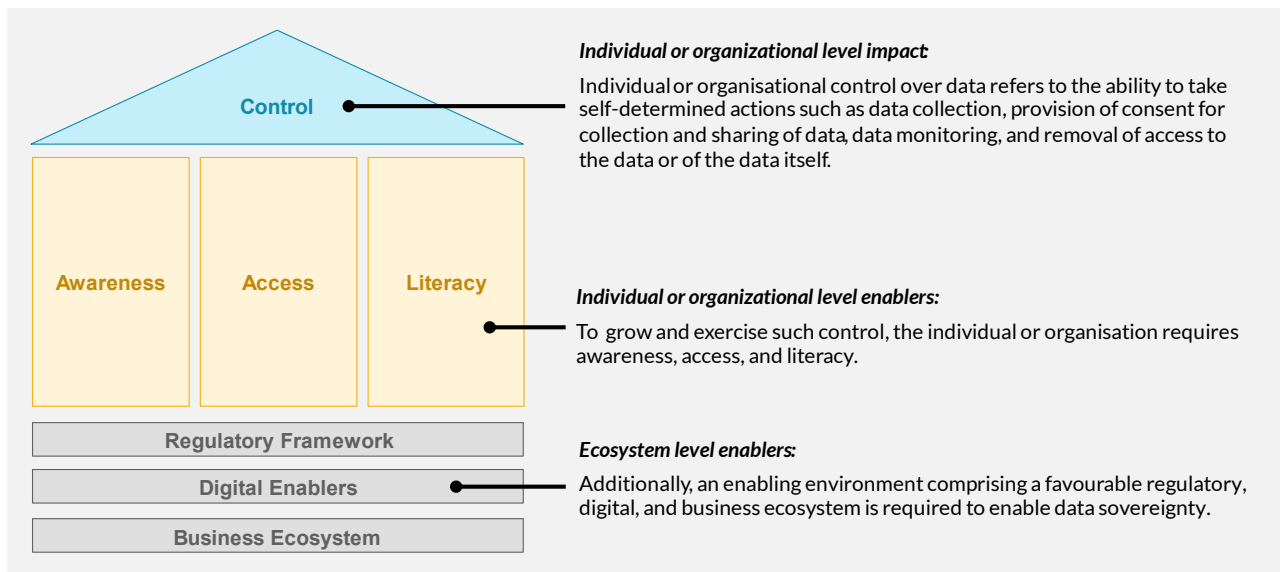 Control
Awareness
Access
Literacy
Regulatory Framework
Digital Enablers
Business Ecosystem
Individual or organizational level impact:
Individual or organisational control over data refers to the ability to take
self-determined actions such as data collection, provision of consent for
collection and sharing of data, data monitoring, and removal of access to
the data or of the data itself.
Individual or organizational level enablers:
To grow and exercise such control, the individual or organisation requires
awareness, access, and literacy.
Ecosystem level enablers:
Additionally, an enabling environment comprising a favourable regulatory,
digital, and business ecosystem is required to enable data sovereignty.